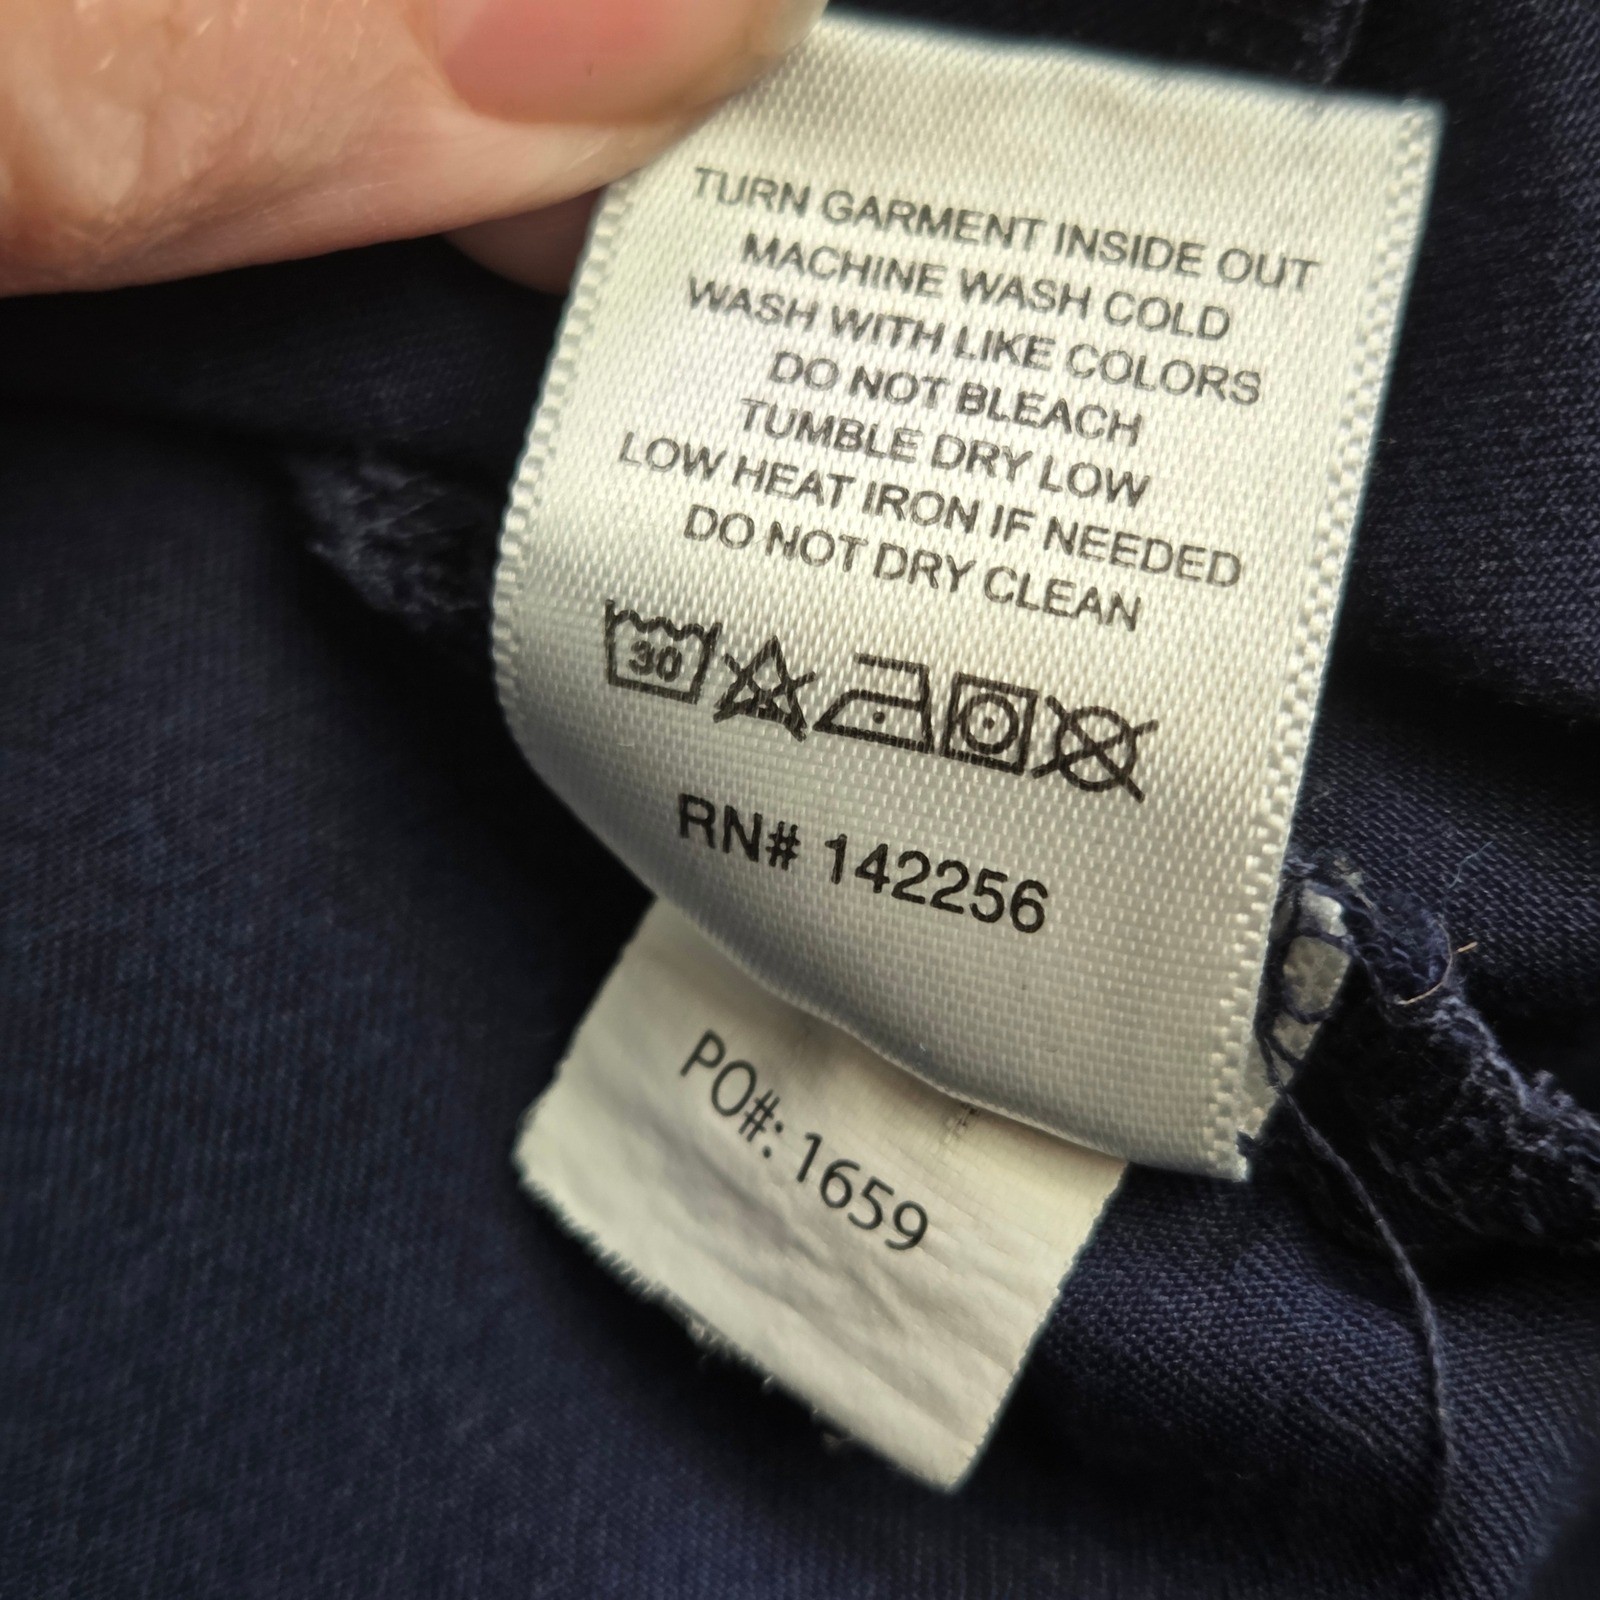 TURN GARMENT INSIDE OUT
MACHINE WASH COLD
WASH WITH LIKE COLORS
DO NOT BLEACH
TUMBLE DRY LOW
LOW HEAT IRON IF NEEDED
DO NOT DRY CLEAN
30
RN# 142256
PO#: 1659